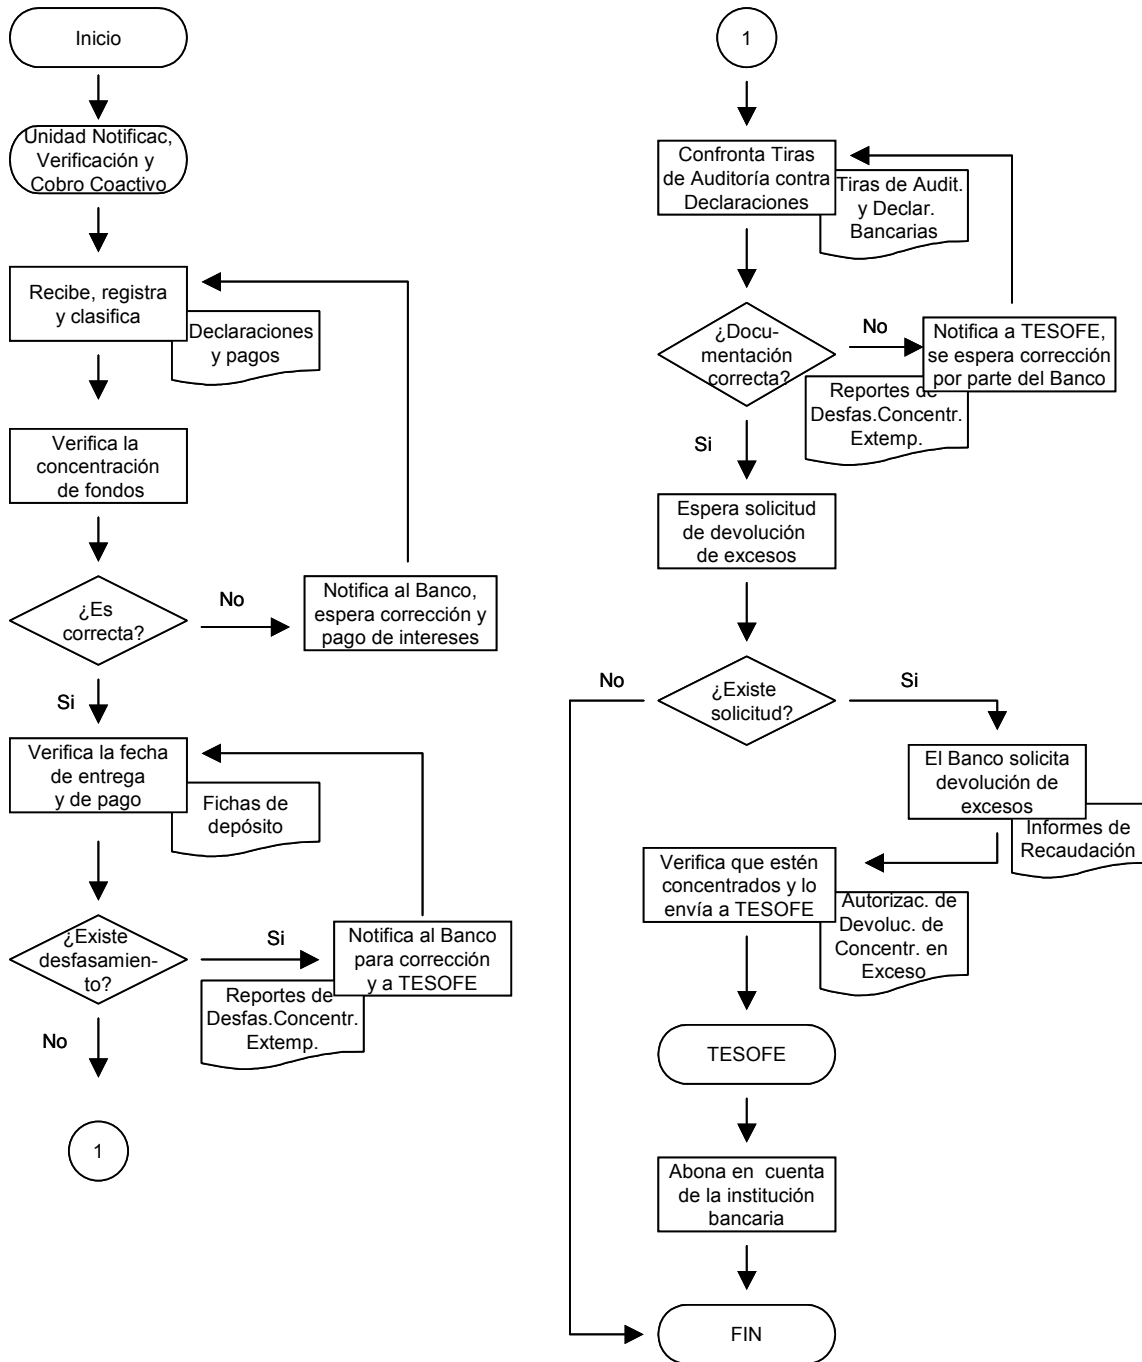 Inicio
Unidad Notificac,
Verificación y
Cobro Coactivo
Recibe, registra
y clasifica
Declaraciones
y pagos
Verifica la
concentración
de fondos
¿Es
correcta?
No
Notifica al Banco,
espera corrección y
pago de intereses
Si
Verifica la fecha
de entrega
y de pago
Fichas de
depósito
¿Existe
desfasamien-
to?
Si
Notifica al Banco
para corrección
y a TESOFE
Reportes de
Desfas.Concentr.
Extemp.
No
1
1
Confronta Tiras
de Auditoría contra
Declaraciones
Tiras de Audit.
y Declar.
Bancarias
¿Docu-
mentación
correcta?
No
Notifica a TESOFE,
se espera corrección
por parte del Banco
Reportes de
Desfas.Concentr.
Extemp.
Si
Espera solicitud
de devolución
de excesos
No
¿Existe
solicitud?
Si
El Banco solicita
devolución de
excesos
Informes de
Recaudación
Verifica que estén
concentrados y lo
envía a TESOFE
Autorizac. de
Devoluc. de
Concentr. en
Exceso
TESOFE
Abona en cuenta
de la institución
bancaria
FIN